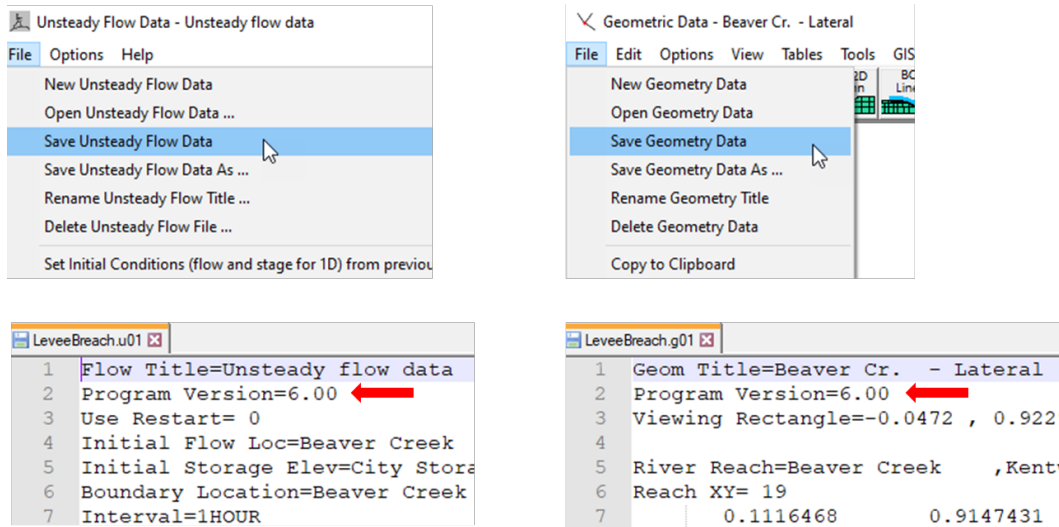 Unsteady Flow Data - Unsteady flow data
File Options Help
New Unsteady Flow Data
Open Unsteady Flow Data ...
Save Unsteady Flow Data
Save Unsteady Flow Data As ...
Rename Unsteady Flow Title ...
Delete Unsteady Flow File ...
Set Initial Conditions (flow and stage for 1D) from previou
Geometric Data - Beaver Cr. - Lateral
File Edit Options View Tables Tools GIS
New Geometry Data
Open Geometry Data
Save Geometry Data
Save Geometry Data As ...
Rename Geometry Title
Delete Geometry Data
Copy to Clipboard
LeveeBreach.u01
1 Flow Title=Unsteady flow data
2 Program Version=6.00
3 Use Restart= 0
4 Initial Flow Loc=Beaver Creek
5 Initial Storage Elev=City Stora
6 Boundary Location=Beaver Creek
7 Interval=1HOUR
LeveeBreach.g01
1 Geom Title=Beaver Cr.  - Lateral
2 Program Version=6.00
3 Viewing Rectangle=-0.0472 , 0.922
4
5 River Reach=Beaver Creek    ,Kent
6 Reach XY= 19
7 0.1116468 0.9147431